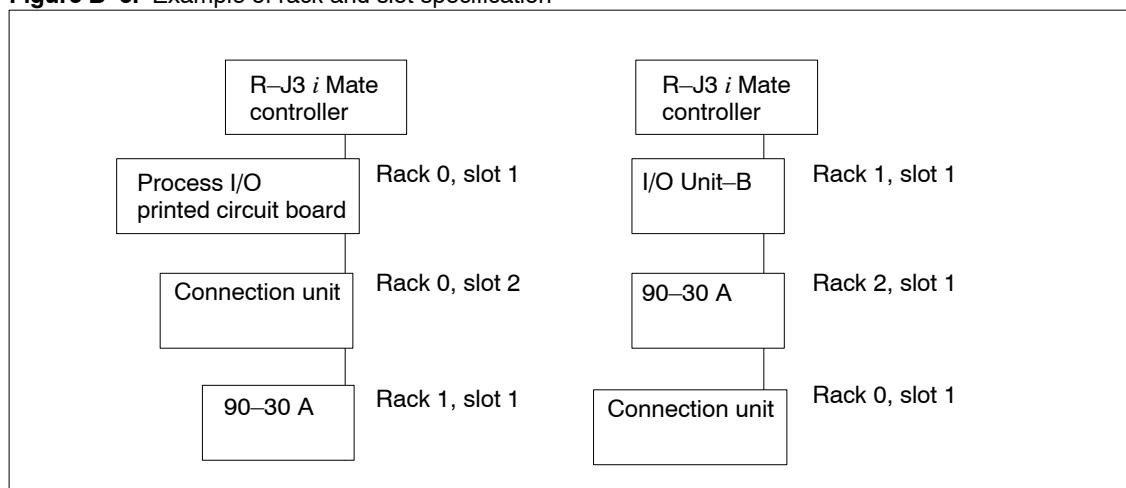 Figure B–3. Example of rack and slot specification
R–J3 i Mate
controller
Process I/O
printed circuit board
Rack 0, slot 1
Connection unit
Rack 0, slot 2
90–30 A
Rack 1, slot 1
R–J3 i Mate
controller
I/O Unit–B
Rack 1, slot 1
90–30 A
Rack 2, slot 1
Connection unit
Rack 0, slot 1